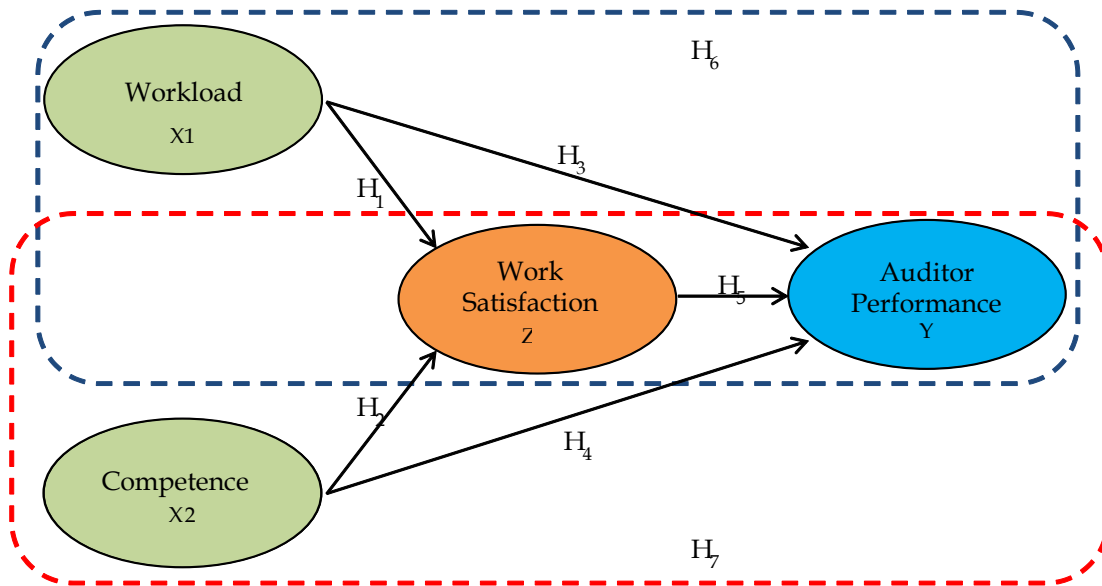 H6
Workload
X1
H3
H1
Work
Satisfaction
Z
H5
Auditor
Performance
Y
H2
H4
Competence
X2
H7